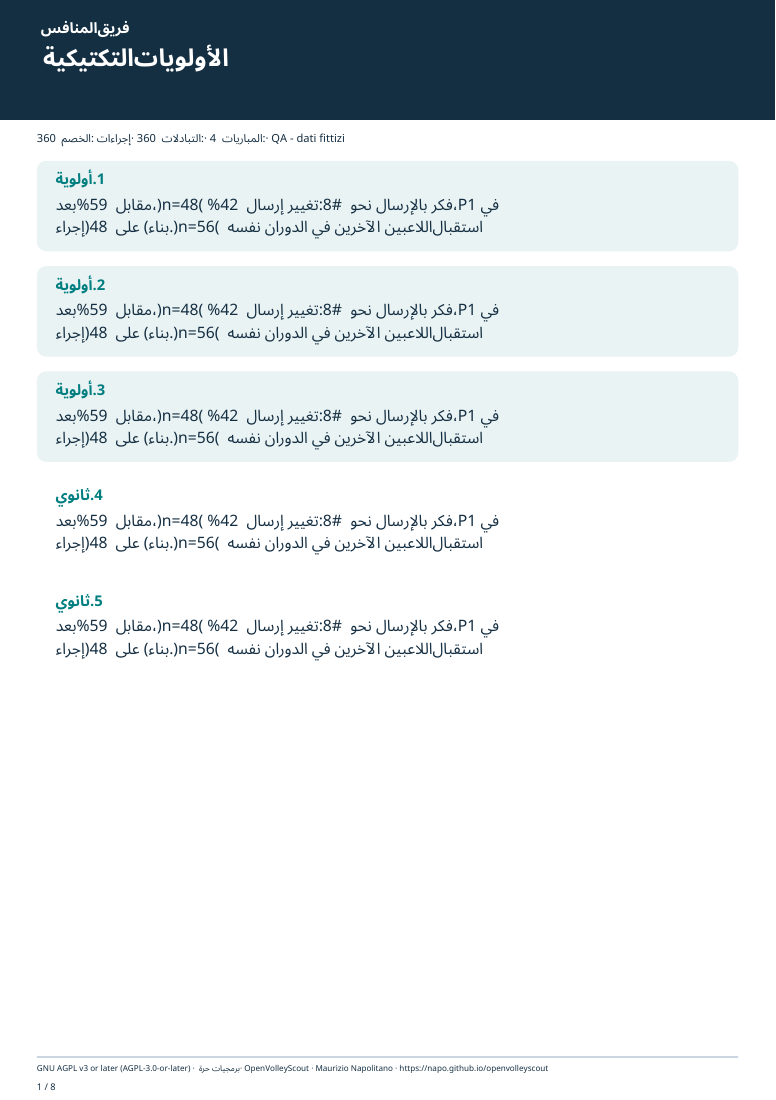 فريق المنافس
الأولويات التكتيكية
360 إجراءات الخصم: · 360 التبادلات: · 4 المباريات: · QA - dati fittizi
1. أولوية
في P1، فكر بالإرسال نحو #8: تغيير إرسال 42% (n=48)، مقابل 59% بعد
استقبال اللاعبين الآخرين في الدوران نفسه (n=56). (بناء على 48 إجراء)
2. أولوية
في P1، فكر بالإرسال نحو #8: تغيير إرسال 42% (n=48)، مقابل 59% بعد
استقبال اللاعبين الآخرين في الدوران نفسه (n=56). (بناء على 48 إجراء)
3. أولوية
في P1، فكر بالإرسال نحو #8: تغيير إرسال 42% (n=48)، مقابل 59% بعد
استقبال اللاعبين الآخرين في الدوران نفسه (n=56). (بناء على 48 إجراء)
4. ثانوي
في P1، فكر بالإرسال نحو #8: تغيير إرسال 42% (n=48)، مقابل 59% بعد
استقبال اللاعبين الآخرين في الدوران نفسه (n=56). (بناء على 48 إجراء)
5. ثانوي
في P1، فكر بالإرسال نحو #8: تغيير إرسال 42% (n=48)، مقابل 59% بعد
استقبال اللاعبين الآخرين في الدوران نفسه (n=56). (بناء على 48 إجراء)
GNU AGPL v3 or later (AGPL-3.0-or-later) · برمجيات حرة · OpenVolleyScout · Maurizio Napolitano · https://napo.github.io/openvolleyscout
1 / 8